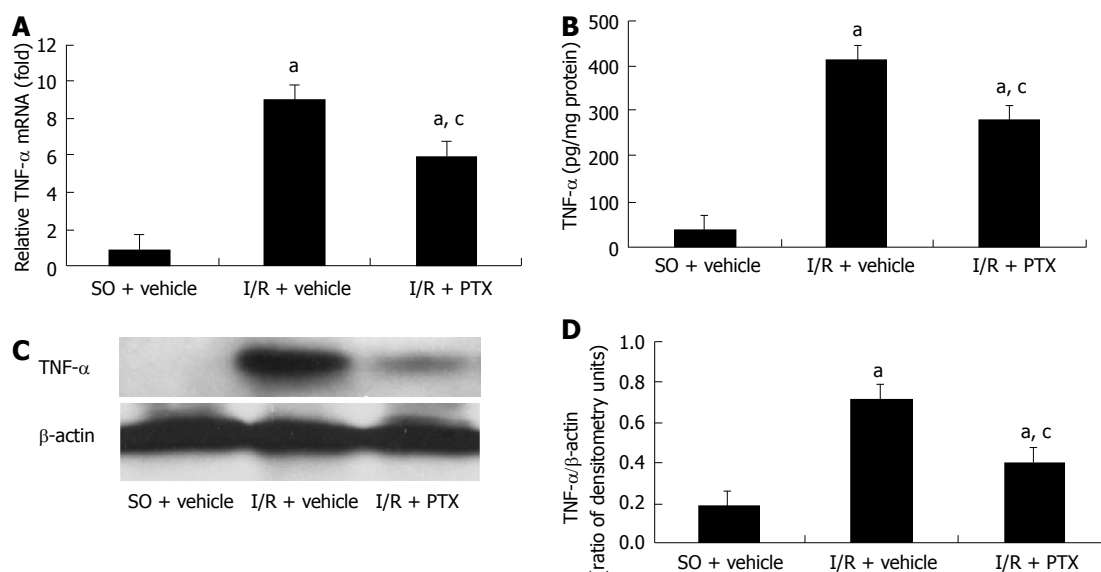 A
Relative TNF-α mRNA (fold)
12
10
8
6
4
2
0
a
a, c
SO + vehicle
I/R + vehicle
I/R + PTX
B
TNF-α (pg/mg protein)
500
400
300
200
100
0
a
a, c
SO + vehicle
I/R + vehicle
I/R + PTX
C
TNF-α
β-actin
SO + vehicle
I/R + vehicle
I/R + PTX
D
TNF-α/β-actin
(ratio of densitometry units)
1.0
0.8
0.6
0.4
0.2
0.0
a
a, c
SO + vehicle
I/R + vehicle
I/R + PTX